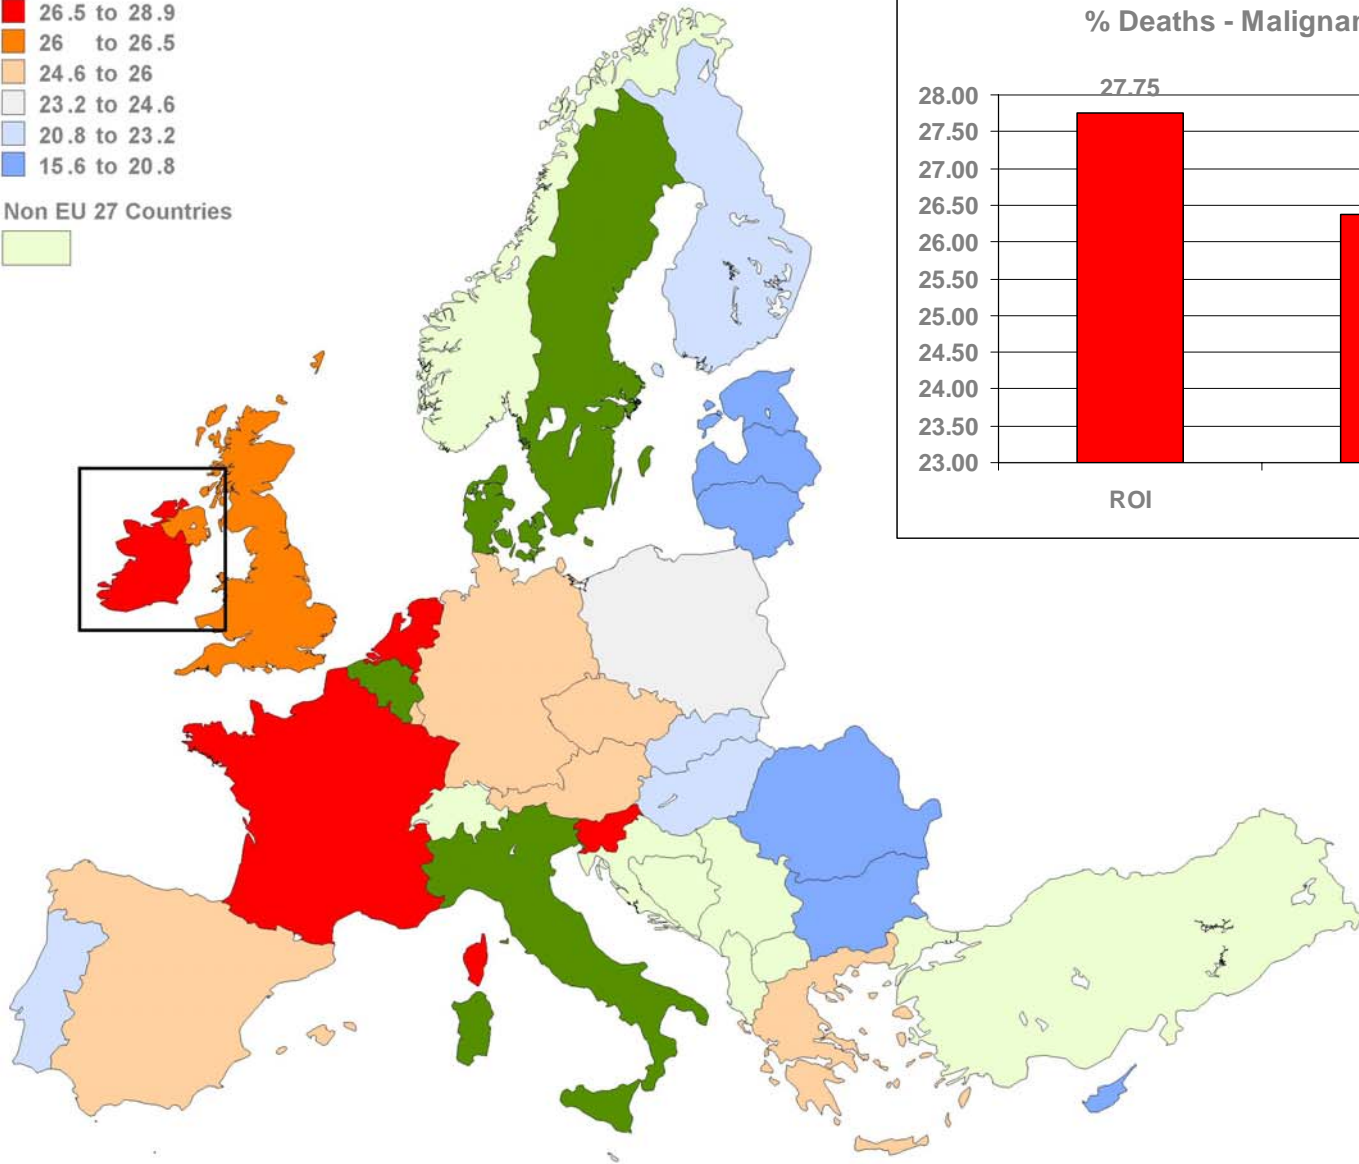 26.5 to 28.9
26 to 26.5
24.6 to 26
23.2 to 24.6
20.8 to 23.2
15.6 to 20.8
Non EU 27 Countries
% Deaths - Malignan
27.75
28.00
27.50
27.00
26.50
26.00
25.50
25.00
24.50
24.00
23.50
23.00
ROI